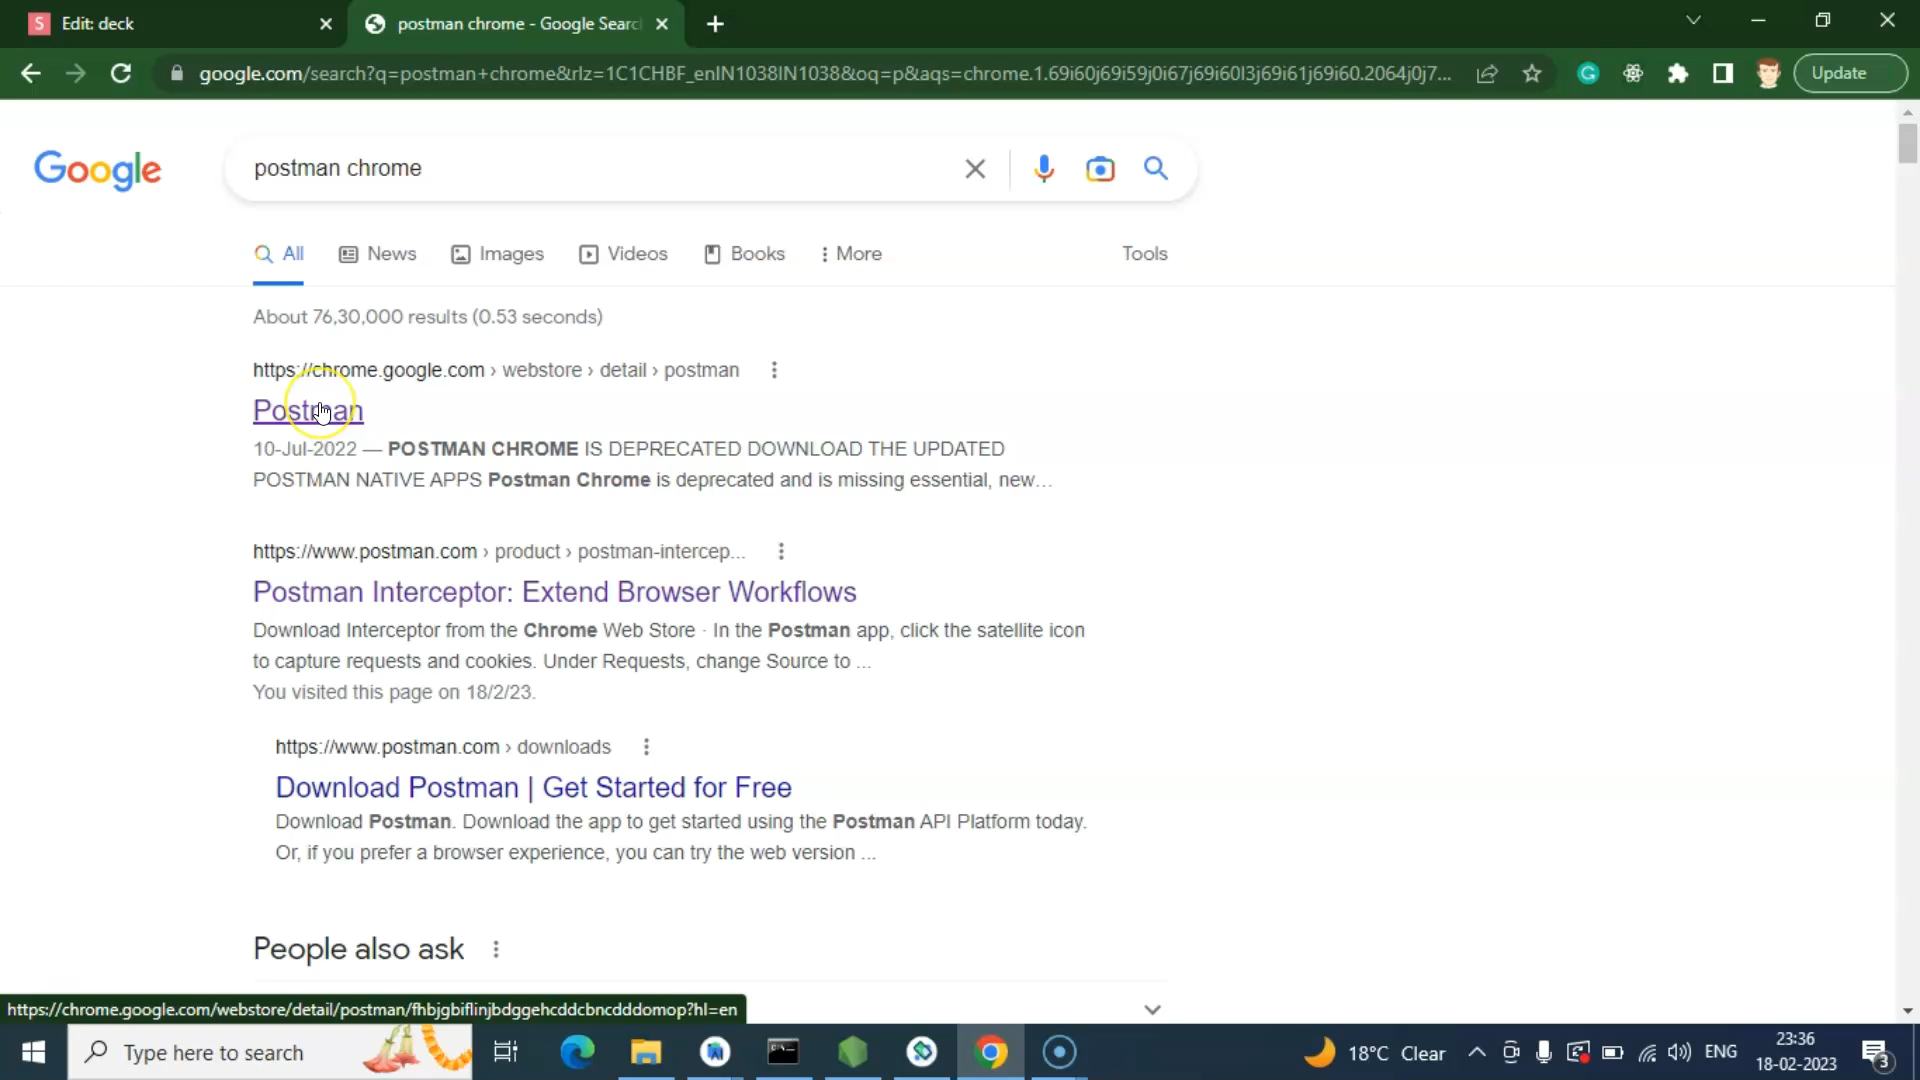 S Edit: deck
postman chrome - Google Searc
Update
google.com/search?q=postman+chrome&rlz=1C1CHBF_enIN1038IN1038&oq=p&aqs=chrome.1.69i60j69i59j0i67j69i60l3j69i61j69i60.2064j0j7...
Google
postman chrome
All
News
Images
Videos
Books
More
Tools
About 76,30,000 results (0.53 seconds)
https://chrome.google.com › webstore › detail › postman
Postman
10-Jul-2022 — POSTMAN CHROME IS DEPRECATED DOWNLOAD THE UPDATED
POSTMAN NATIVE APPS Postman Chrome is deprecated and is missing essential, new...
https://www.postman.com › product › postman-intercep...
Postman Interceptor: Extend Browser Workflows
Download Interceptor from the Chrome Web Store · In the Postman app, click the satellite icon
to capture requests and cookies. Under Requests, change Source to ...
You visited this page on 18/2/23.
https://www.postman.com › downloads
Download Postman | Get Started for Free
Download Postman. Download the app to get started using the Postman API Platform today.
Or, if you prefer a browser experience, you can try the web version ...
People also ask
https://chrome.google.com/webstore/detail/postman/fhbjgbiflinjbdggehcddcbncdddomop?hl=en
Type here to search
18°C Clear
ENG
23:36
18-02-2023
3